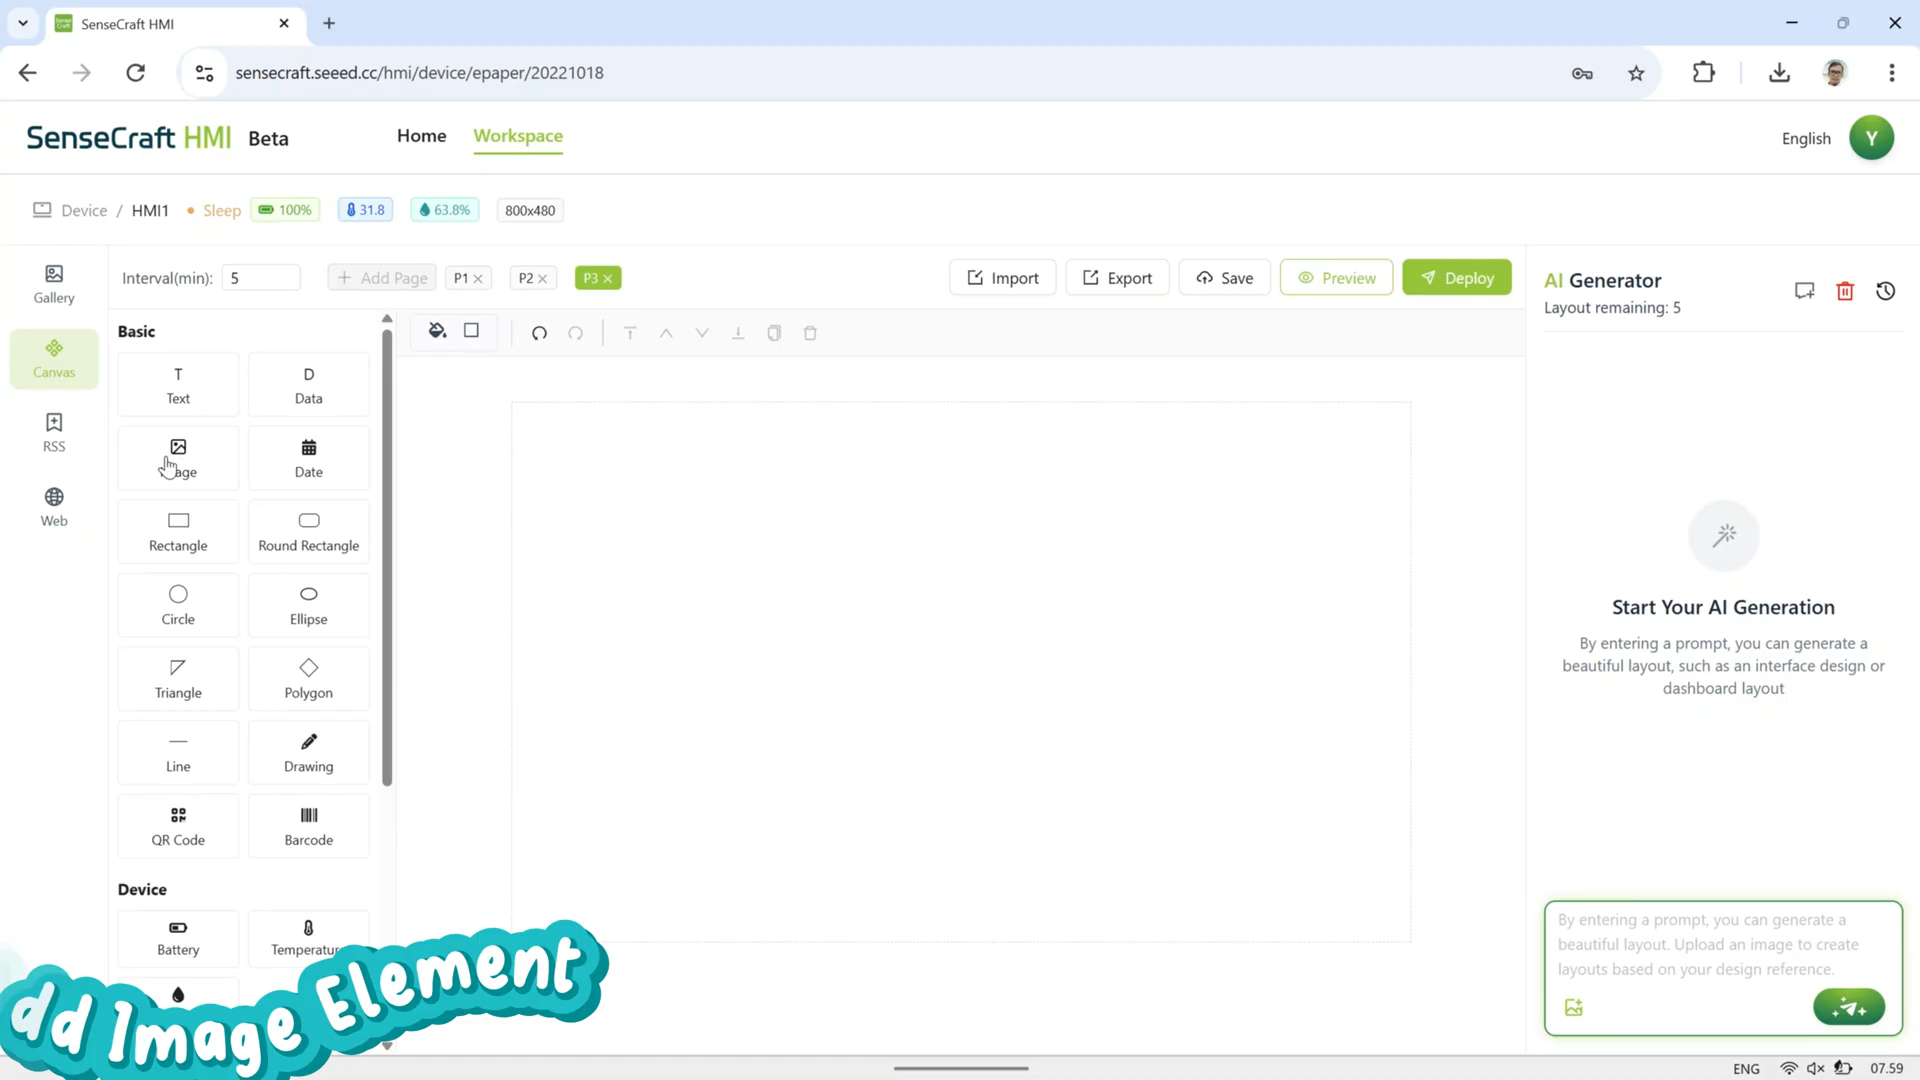 SenseCraft HMI
sensecraft.seeed.cc/hmi/device/epaper/20221018
SenseCraft HMI Beta
Home
Workspace
English
Y
Device / HMI1
Sleep
100%
31.8
63.8%
800x480
Gallery
Canvas
RSS
Web
Interval(min):
5
+ Add Page
P1
P2
P3
Import
Export
Save
Preview
Deploy
Basic
T
Text
D
Data
Date
Rectangle
Round Rectangle
Circle
Ellipse
Triangle
Polygon
Line
Drawing
QR Code
Barcode
Device
Battery
AI Generator
Layout remaining: 5
Start Your AI Generation
By entering a prompt, you can generate a
beautiful layout, such as an interface design or
dashboard layout
By entering a prompt, you can generate a
beautiful layout. Upload an image to create
layouts based on your design reference.
dd Image Element
ENG
07.59